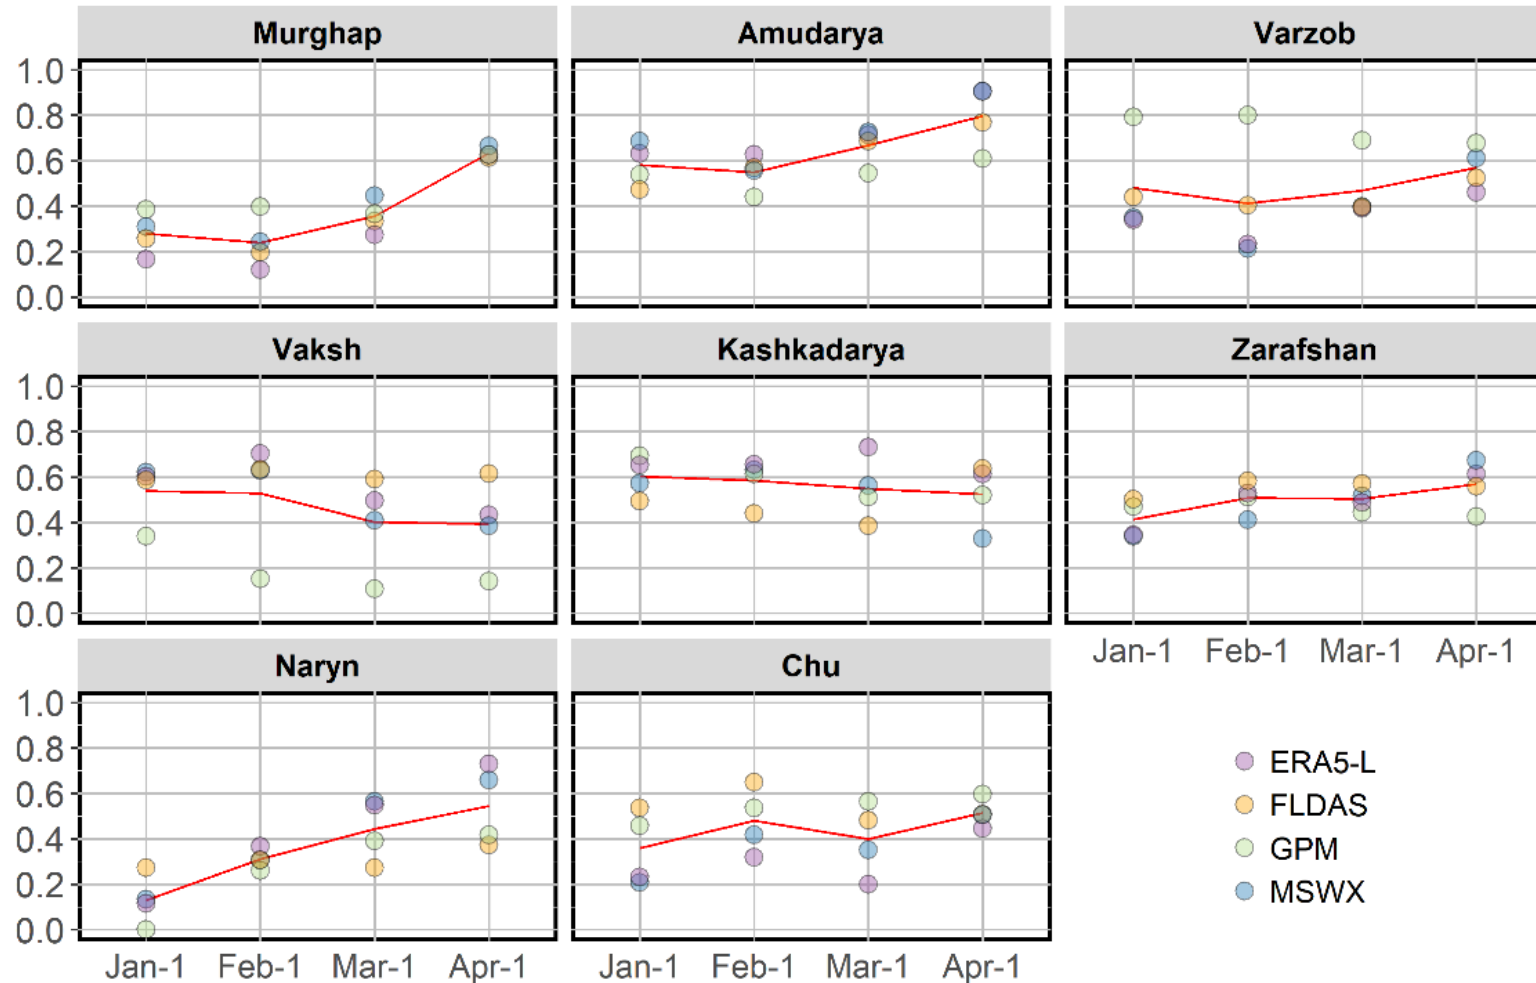 Murghap Amudarya Varzob
1.0
0.8
0.6
0.4
0.2
0.0
Vaksh Kashkadarya Zarafshan
1.0
0.8
0.6
0.4
0.2
0.0
Jan-1 Feb-1 Mar-1 Apr-1
Naryn Chu
1.0
0.8
0.6
0.4
0.2
0.0
Jan-1 Feb-1 Mar-1 Apr-1 Jan-1 Feb-1 Mar-1 Apr-1
ERA5-L
FLDAS
GPM
MSWX